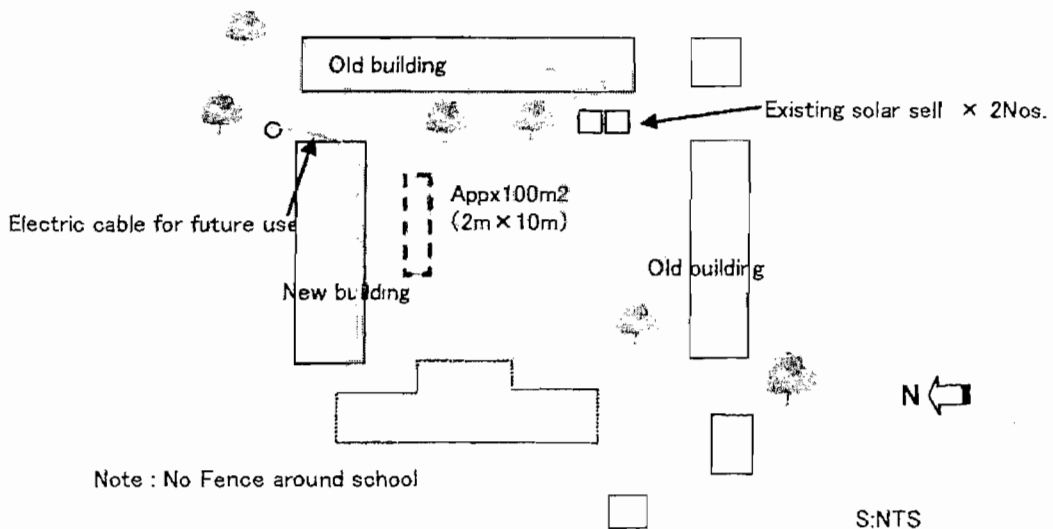 Old building
Existing solar sell × 2Nos.
Appx100m2
(2m×10m)
Electric cable for future use
Old building
New building
N
Note : No Fence around school
S:NTS